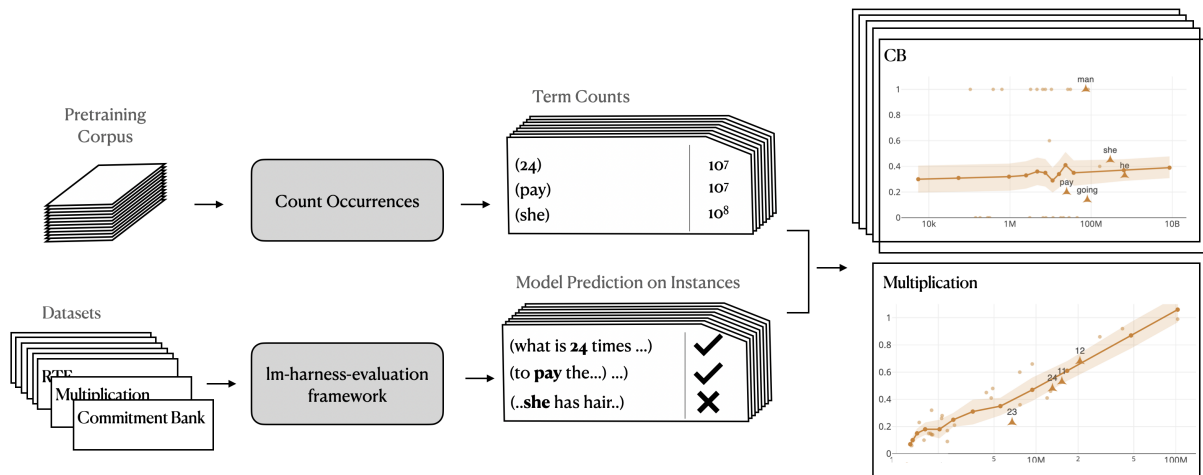 Pretraining
Corpus
Count Occurrences
Term Counts
(24) 10⁷
(pay) 10⁷
(she) 10⁸
Datasets
RTE
Multiplication
Commitment Bank
lm-harness-evaluation
framework
Model Prediction on Instances
(what is 24 times ...)
(to pay the...) ...)
(..she has hair..)
CB
man
1
0.8
0.6
she
0.4
he
pay
0.2
going
0
10k 1M 100M 10B
Multiplication
1
0.8
12
0.6
11
24
0.4
23
0.2
0
5 10M 2 5 100M